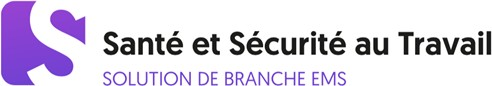 S
Santé et Sécurité au Travail
SOLUTION DE BRANCHE EMS